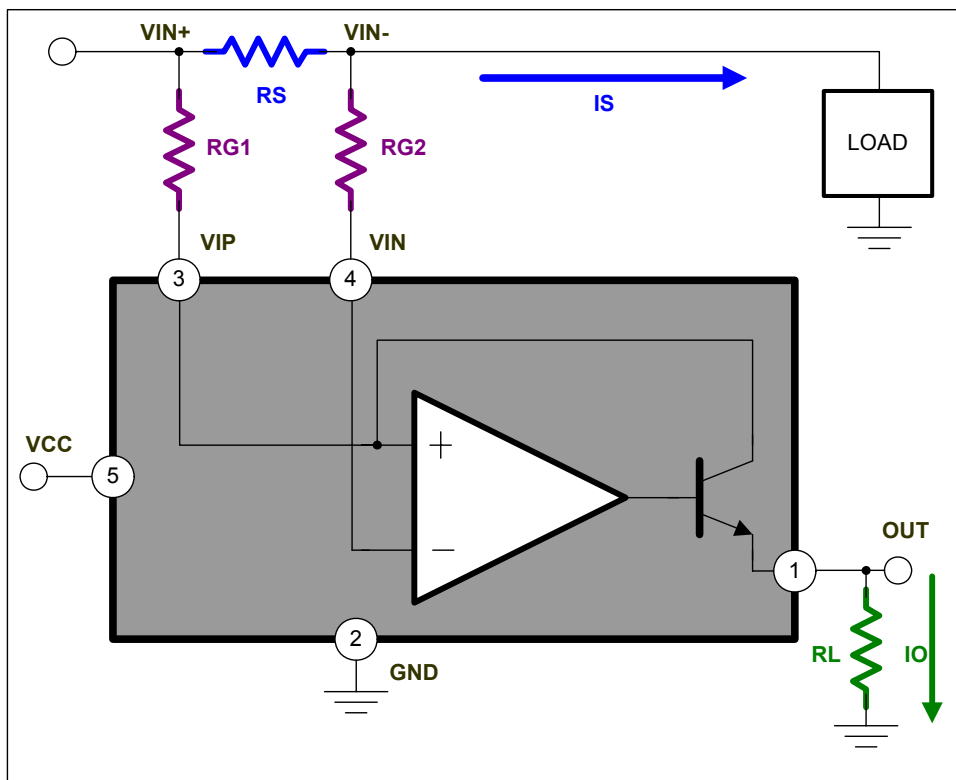 VIN+
VIN-
RS
IS
LOAD
RG1
RG2
VIP
VIN
3
4
+
VCC
5
−
OUT
1
2
GND
RL
IO